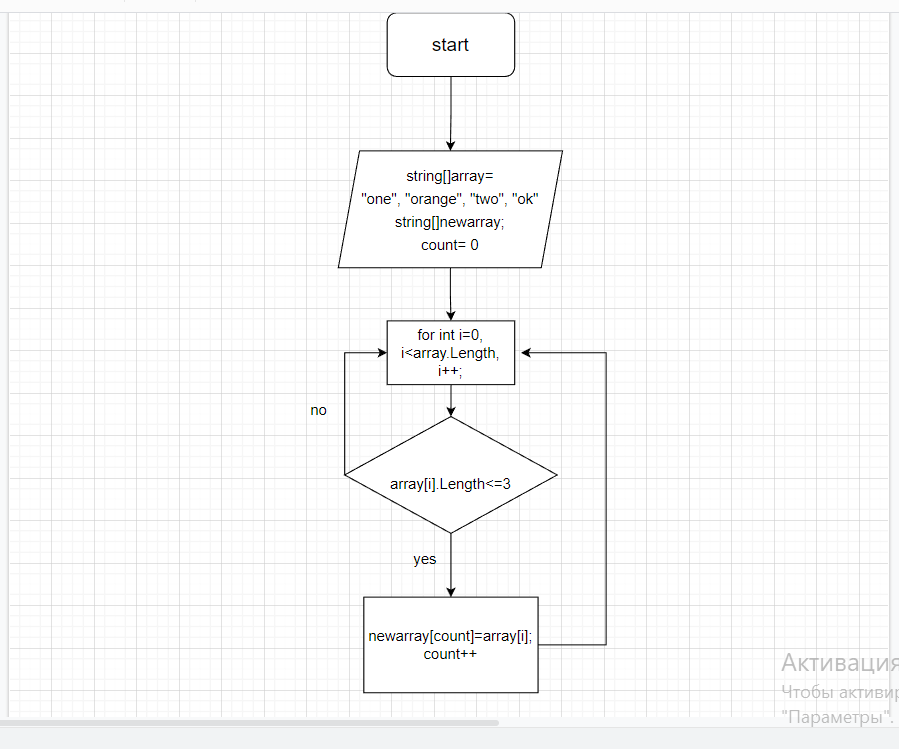 start
string[]array=
"one", "orange", "two", "ok"
string[]newarray;
count= 0
for int i=0,
i<array.Length,
i++;
no
array[i].Length<=3
yes
newarray[count]=array[i];
count++
Активация
Чтобы
"Параметры".